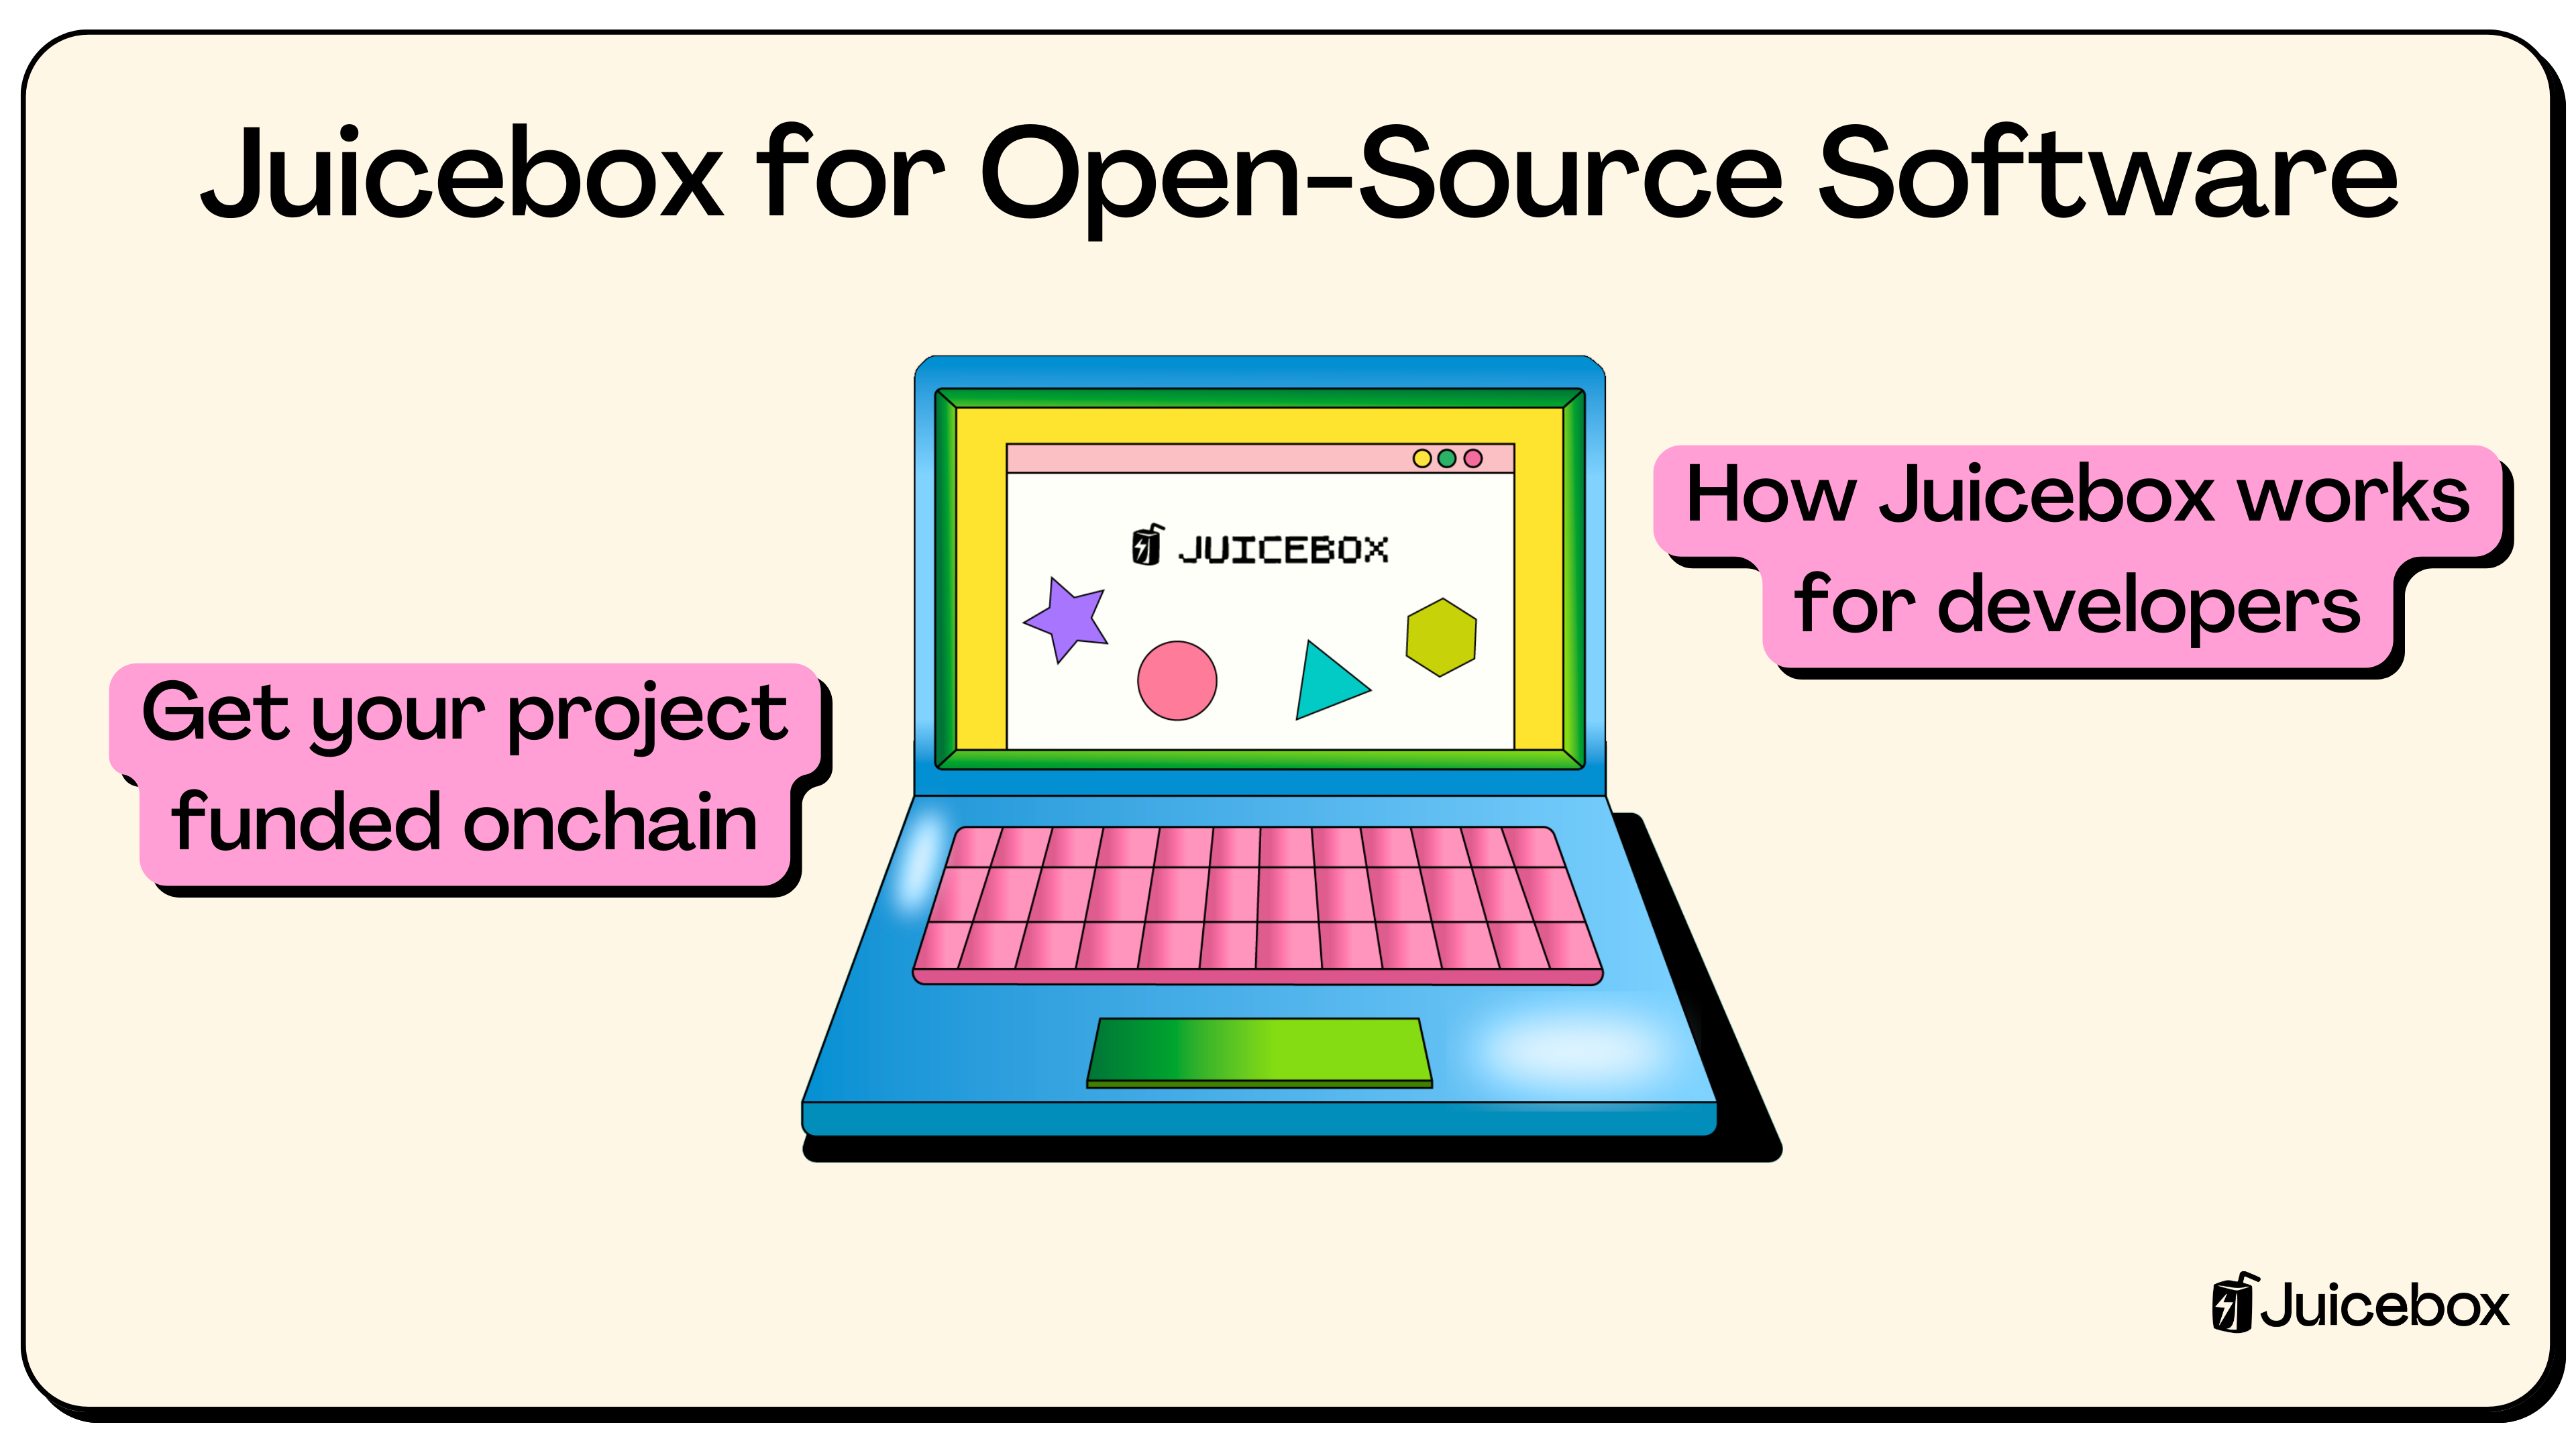 Juicebox for Open-Source Software
JUICEBOX
How Juicebox works
for developers
Get your project
funded onchain
Juicebox